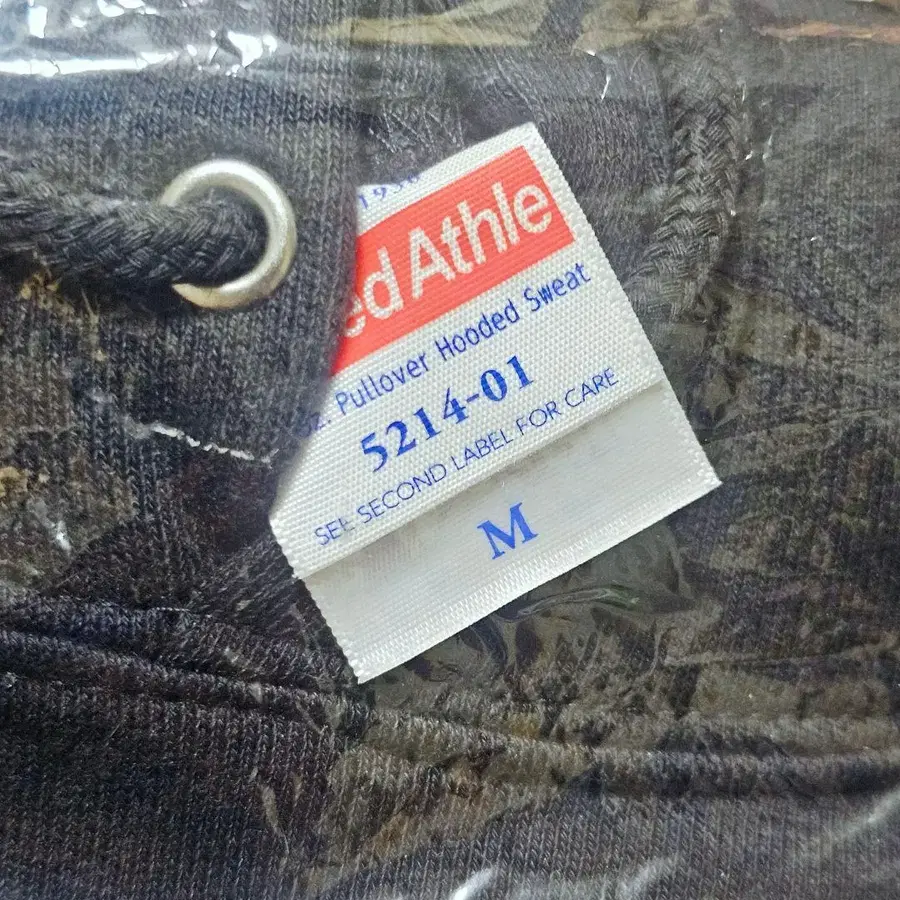 ed Athle
Pullover Hooded Sweat
5214-01
SEE SECOND LABEL FOR CARE
M